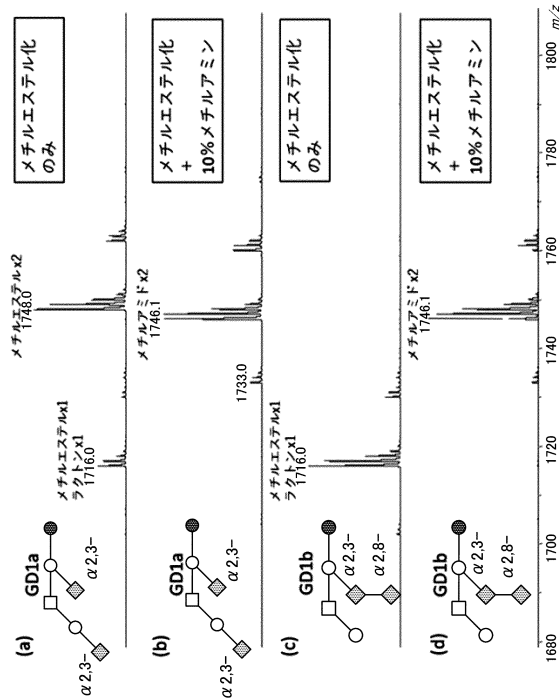 (a)
GD1a
α2,3-
α2,3-
メチルエステルx1
ラクトンx1
1716.0
メチルエステルx2
1748.0
メチルエステル化
のみ
(b)
GD1a
α2,3-
α2,3-
1733.0
メチルアミドx2
1746.1
メチルエステル化
+
10%メチルアミン
(c)
GD1b
α2,3-
α2,8-
メチルエステルx1
ラクトンx1
1716.0
メチルエステル化
のみ
(d)
GD1b
α2,3-
α2,8-
メチルアミドx2
1746.1
メチルエステル化
+
10%メチルアミン
1680
1700
1720
1740
1760
1780
1800
m/z